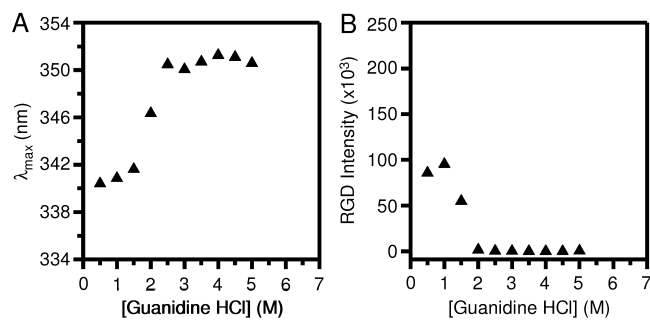 A
354
350
346
342
338
334
λmax (nm)
0 1 2 3 4 5 6 7
[Guanidine HCl] (M)
B
250
200
150
100
50
0
RGD Intensity (x10³)
0 1 2 3 4 5 6 7
[Guanidine HCl] (M)